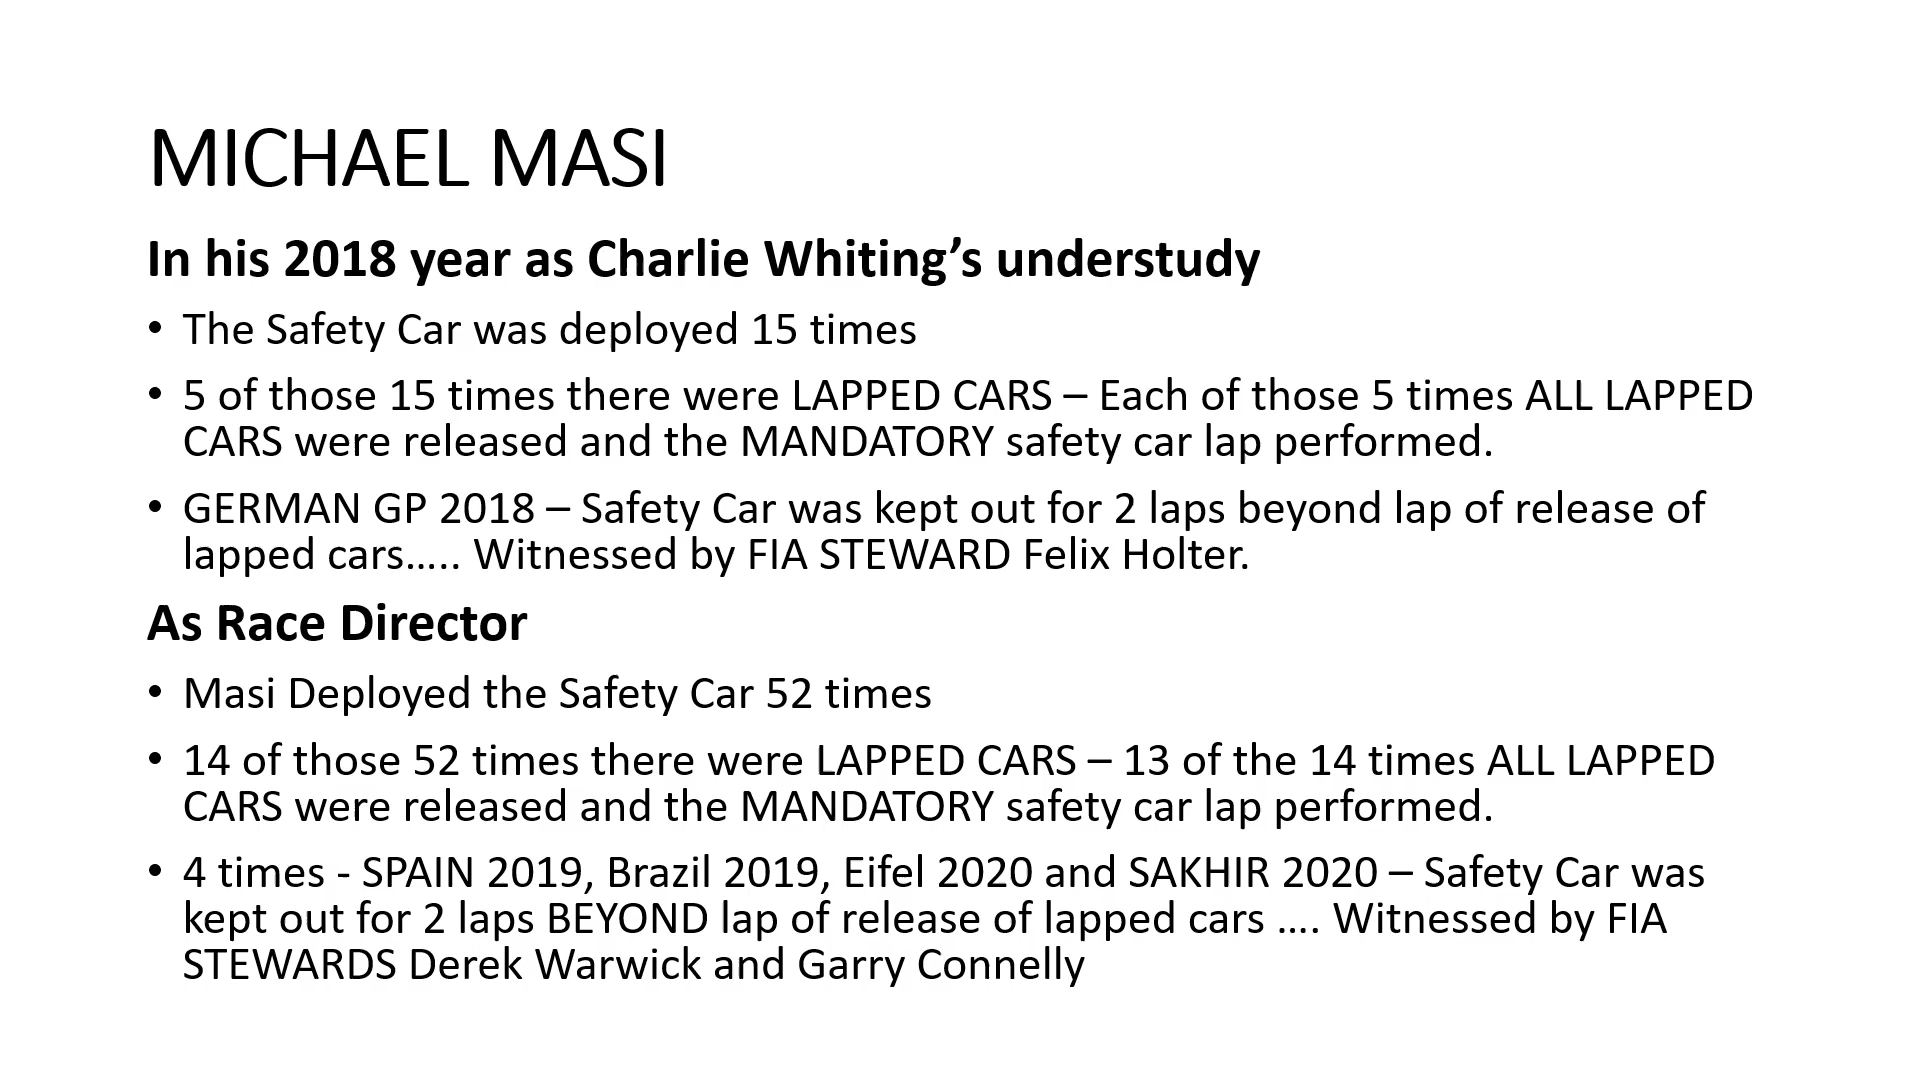 MICHAEL MASI
In his 2018 year as Charlie Whiting’s understudy
• The Safety Car was deployed 15 times
• 5 of those 15 times there were LAPPED CARS – Each of those 5 times ALL LAPPED
CARS were released and the MANDATORY safety car lap performed.
• GERMAN GP 2018 – Safety Car was kept out for 2 laps beyond lap of release of
lapped cars….. Witnessed by FIA STEWARD Felix Holter.
As Race Director
• Masi Deployed the Safety Car 52 times
• 14 of those 52 times there were LAPPED CARS – 13 of the 14 times ALL LAPPED
CARS were released and the MANDATORY safety car lap performed.
• 4 times - SPAIN 2019, Brazil 2019, Eifel 2020 and SAKHIR 2020 – Safety Car was
kept out for 2 laps BEYOND lap of release of lapped cars …. Witnessed by FIA
STEWARDS Derek Warwick and Garry Connelly